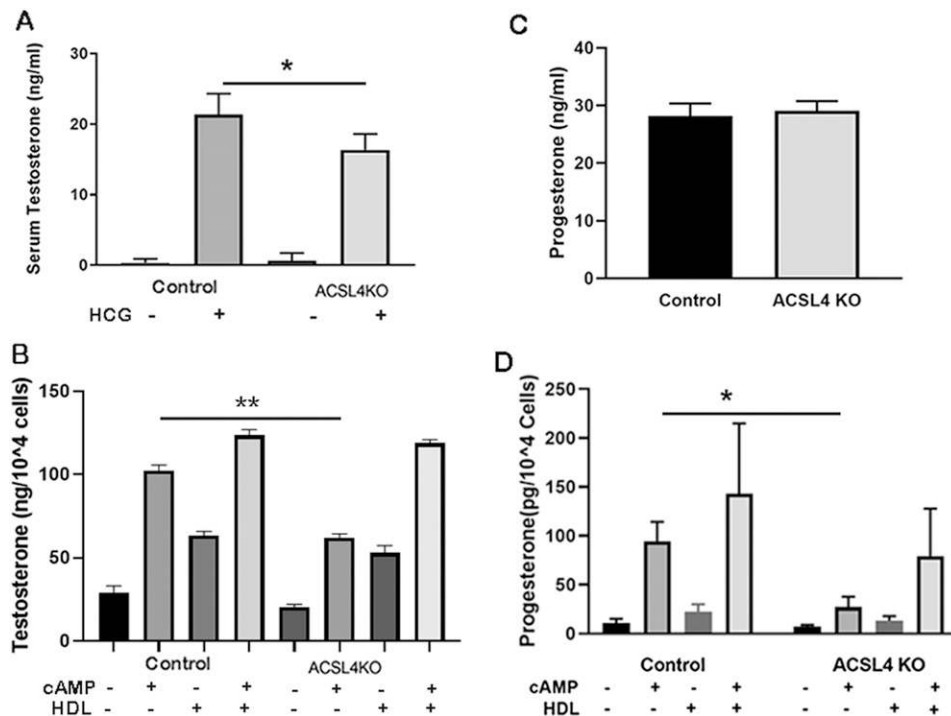 A
Serum Testosterone (ng/ml)
30
20
10
0
*
Control
ACSL4KO
HCG - + - +
C
Progesterone (ng/ml)
40
30
20
10
0
Control
ACSL4 KO
B
Testosterone (ng/10^4 cells)
150
100
50
0
**
Control
ACSL4KO
cAMP - + - + - + - +
HDL - - + + - - + +
D
Progesterone(pg/10^4 Cells)
250
200
150
100
50
0
*
Control
ACSL4 KO
cAMP - + - + - + - +
HDL - - + + - - + +